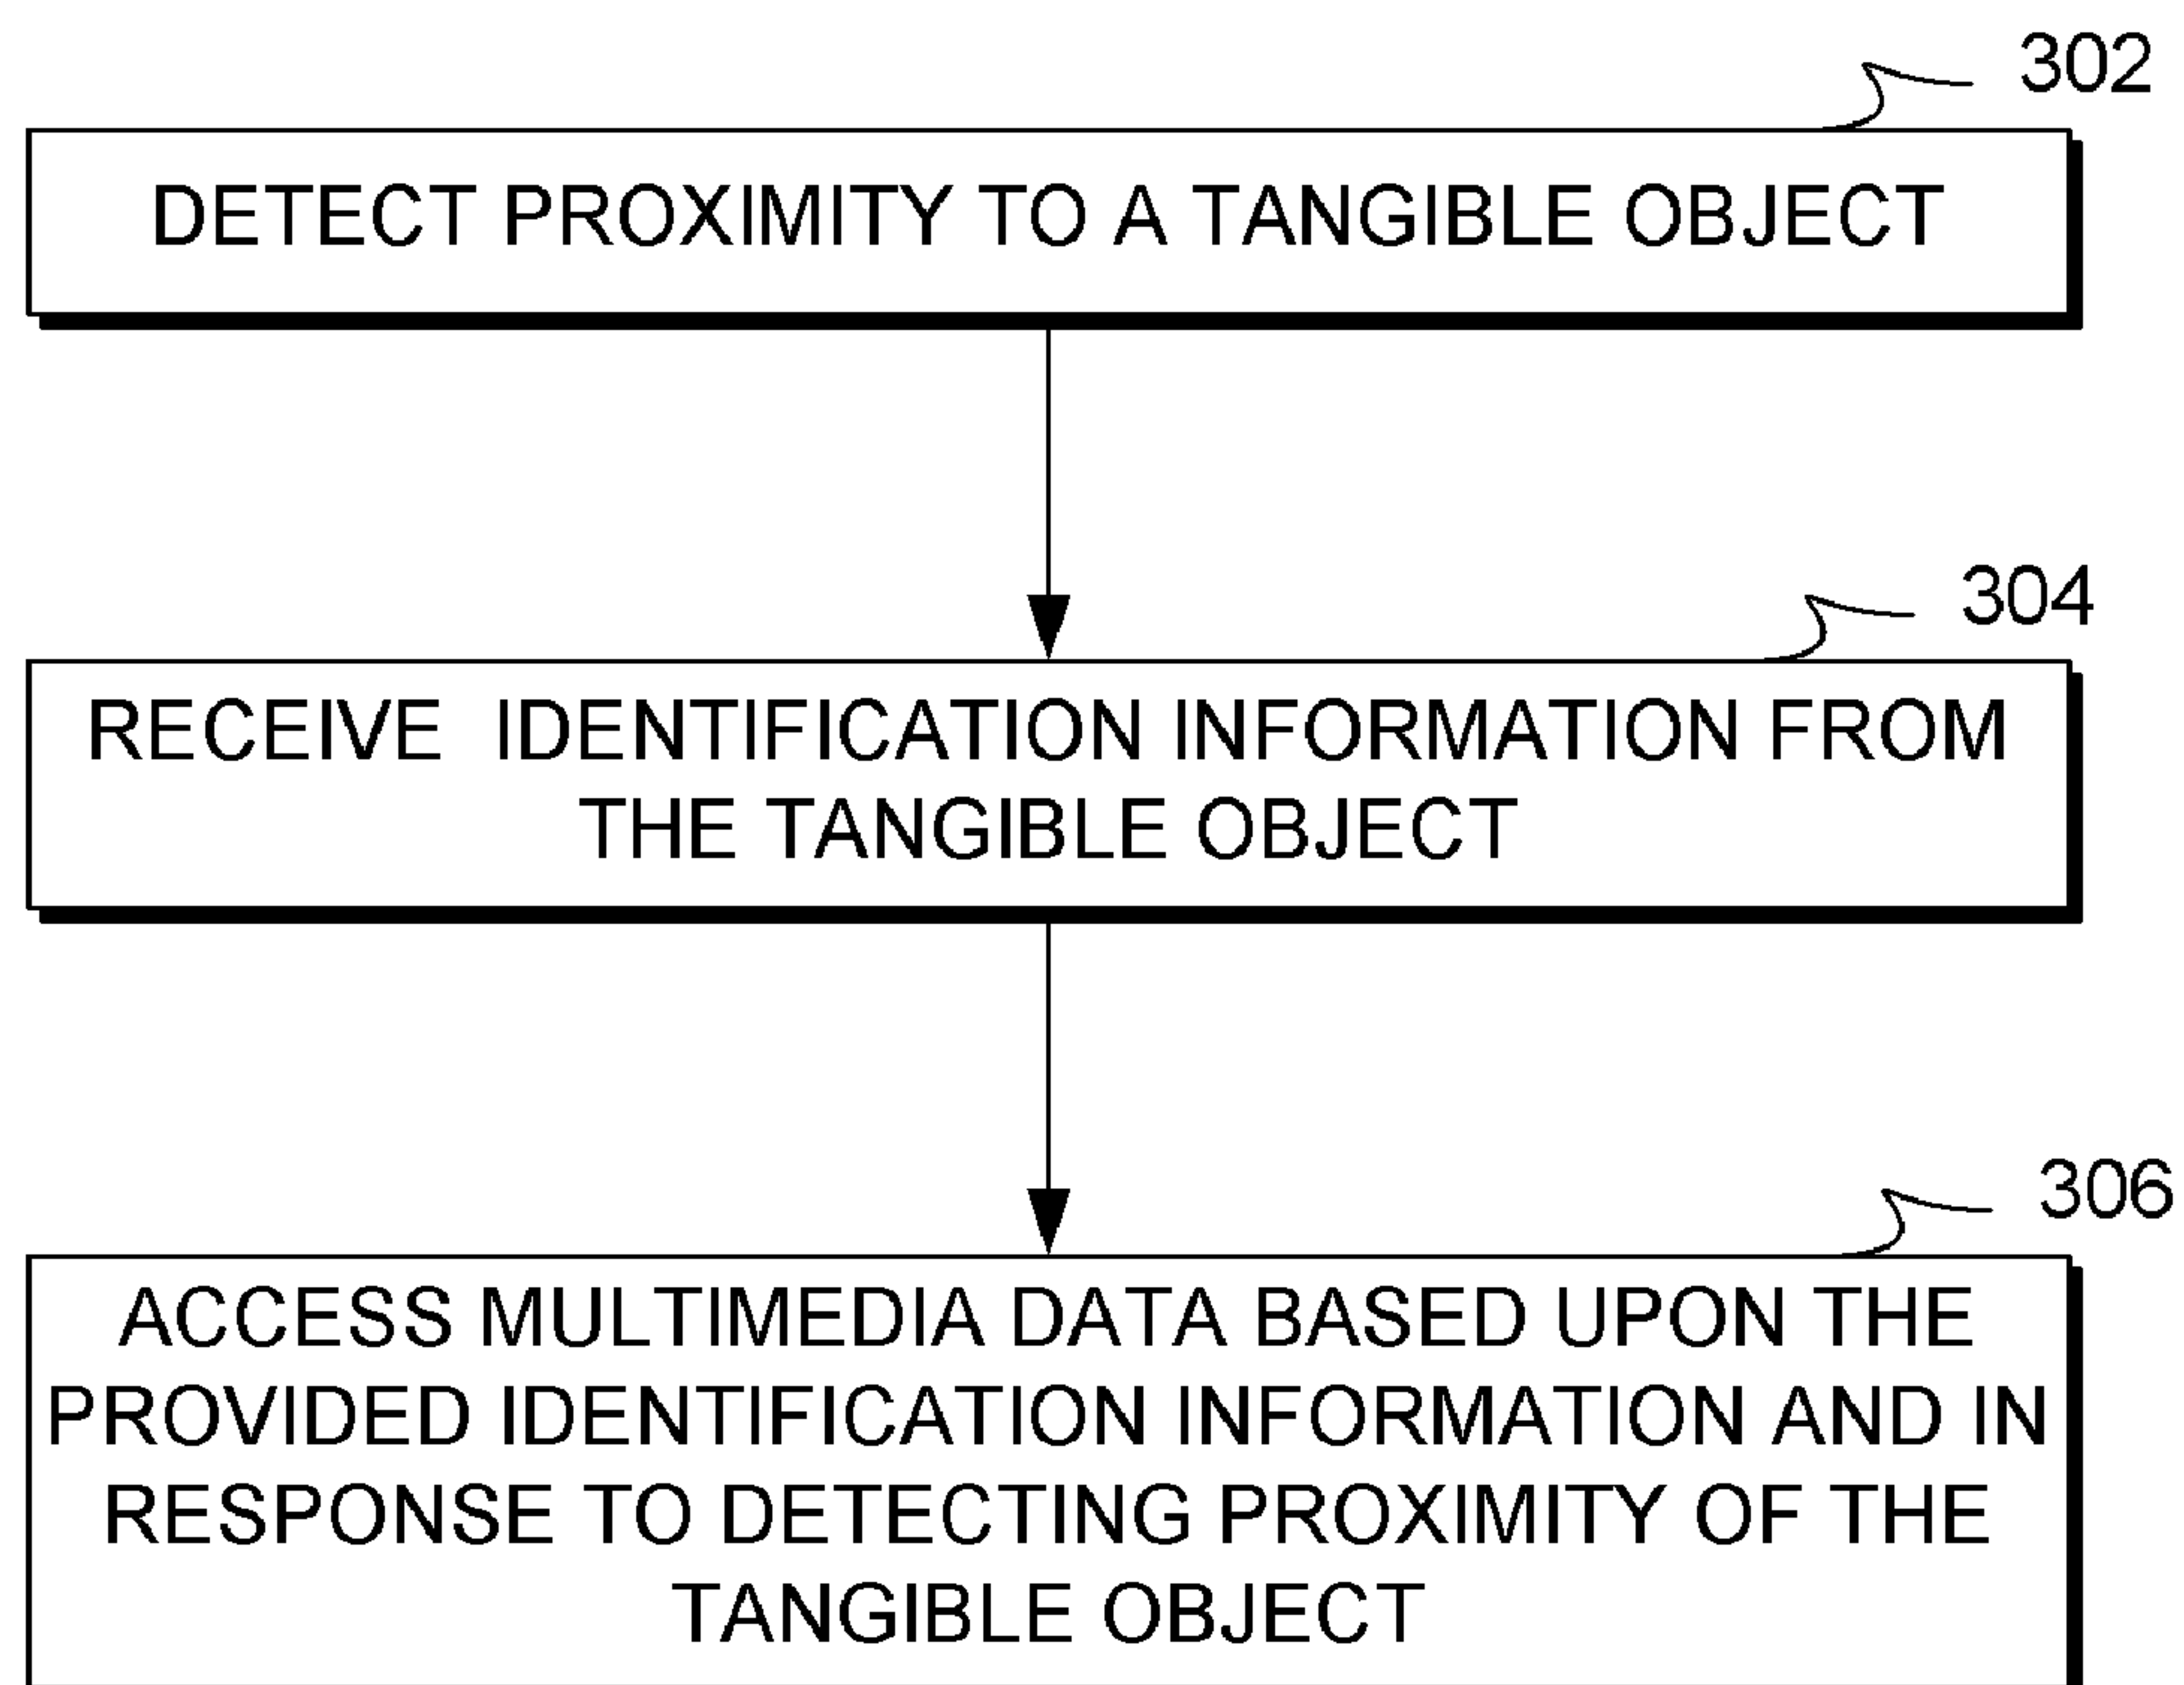 302
DETECT PROXIMITY TO A TANGIBLE OBJECT
304
RECEIVE IDENTIFICATION INFORMATION FROM
THE TANGIBLE OBJECT
306
ACCESS MULTIMEDIA DATA BASED UPON THE
PROVIDED IDENTIFICATION INFORMATION AND IN
RESPONSE TO DETECTING PROXIMITY OF THE
TANGIBLE OBJECT